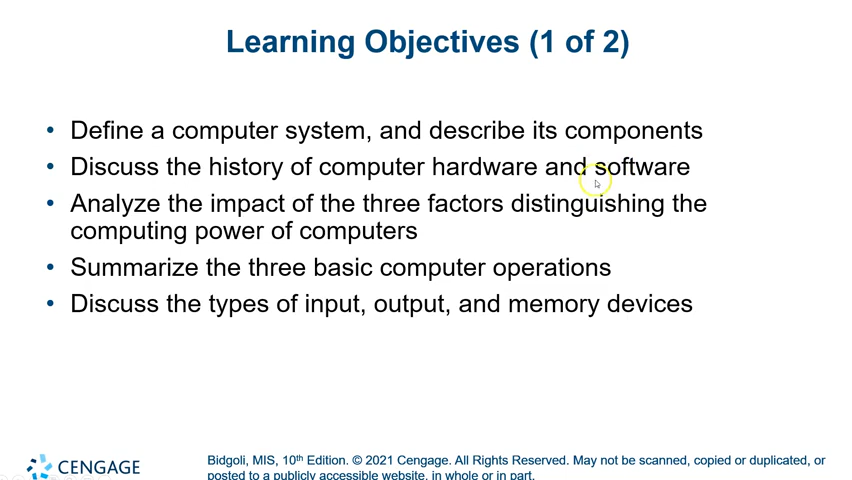 Learning Objectives (1 of 2)
• Define a computer system, and describe its components
• Discuss the history of computer hardware and software
• Analyze the impact of the three factors distinguishing the
computing power of computers
• Summarize the three basic computer operations
• Discuss the types of input, output, and memory devices
CENGAGE
Bidgoli, MIS, 10th Edition. © 2021 Cengage. All Rights Reserved. May not be scanned, copied or duplicated, or
posted to a publicly accessible website, in whole or in part.